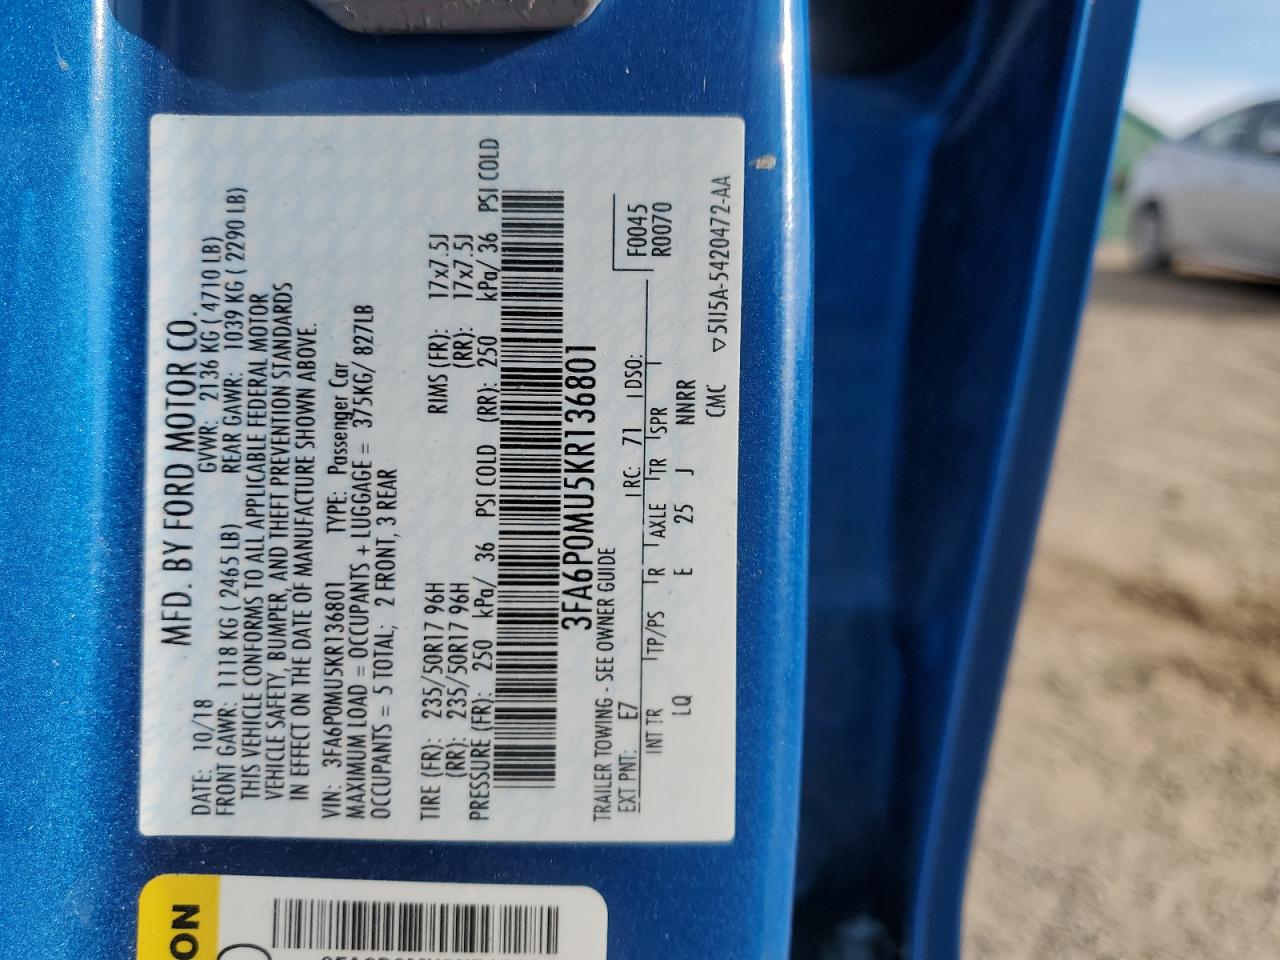 MFD. BY FORD MOTOR CO.
DATE: 10/18 GVWR: 2136 KG ( 4710 LB)
FRONT GAWR: 1118 KG ( 2465 LB) REAR GAWR: 1039 KG ( 2290 LB)
THIS VEHICLE CONFORMS TO ALL APPLICABLE FEDERAL MOTOR
VEHICLE SAFETY, BUMPER, AND THEFT PREVENTION STANDARDS
IN EFFECT ON THE DATE OF MANUFACTURE SHOWN ABOVE.
VIN: 3FA6P0MU5KR136801 TYPE: Passenger Car
MAXIMUM LOAD = OCCUPANTS + LUGGAGE = 375KG/ 827LB
OCCUPANTS = 5 TOTAL; 2 FRONT, 3 REAR
TIRE (FR): 235/50R17 96H RIMS (FR): 17x7.5J
(RR): 235/50R17 96H (RR): 17x7.5J
PRESSURE (FR): 250 kPa/ 36 PSI COLD (RR): 250 kPa/ 36 PSI COLD
3FA6P0MU5KR136801
TRAILER TOWING - SEE OWNER GUIDE F0045
EXT PNT: E7 RC: 71 DSO: R0070
INT TR TP/PS R AXLE TR SPR
LQ E 25 J NNRR
CMC ▽5U5A-5420472-AA
ON